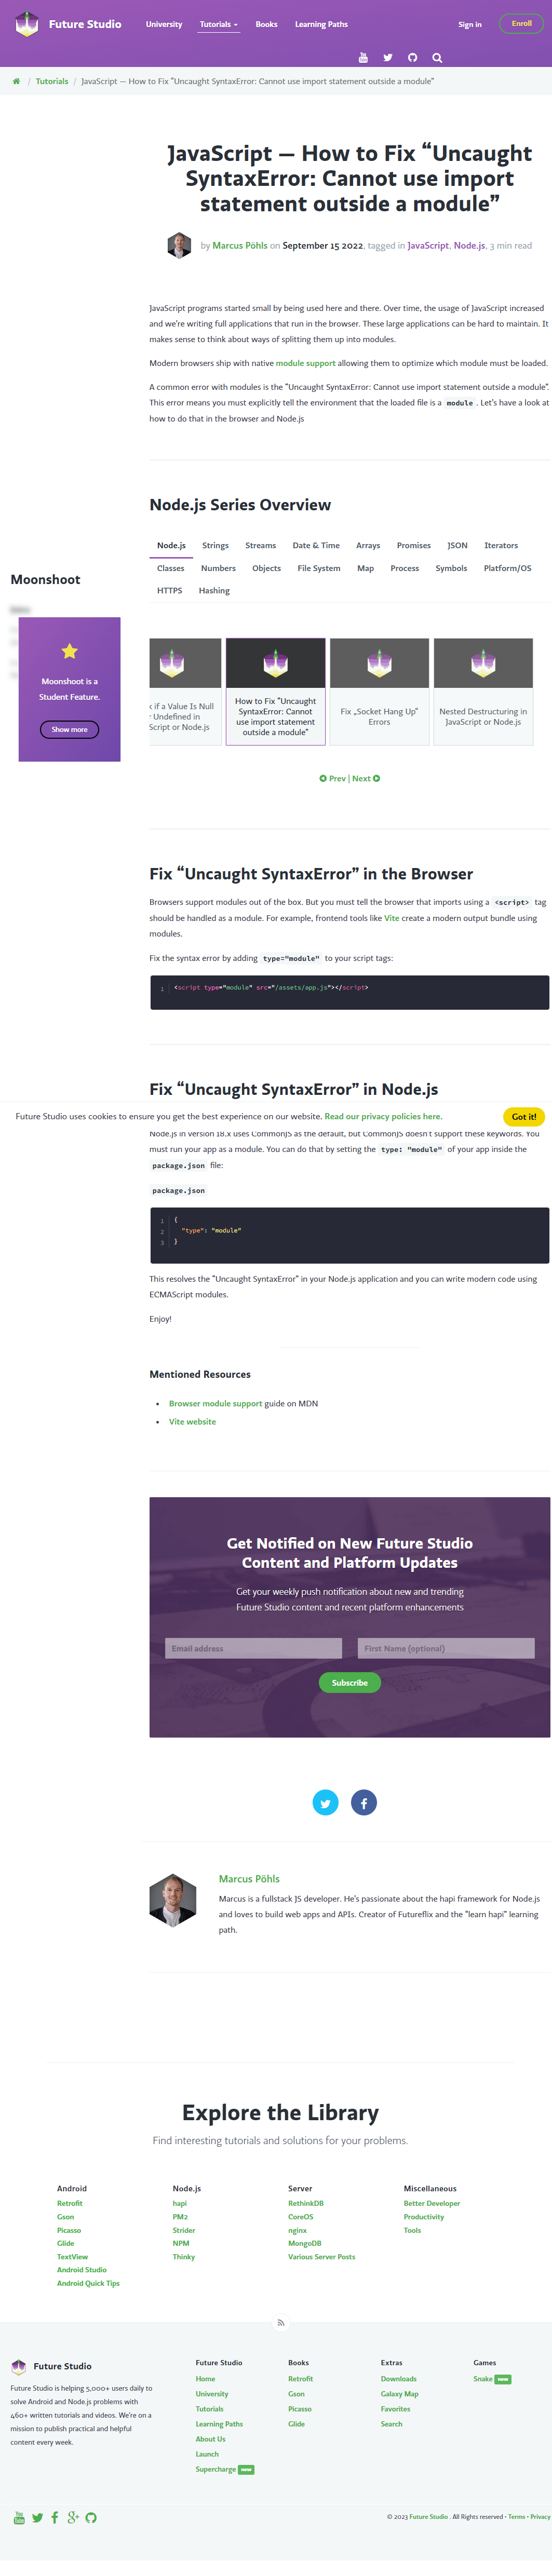 Future Studio
University
Tutorials
Books
Learning Paths
Sign in
Enroll
/ Tutorials / JavaScript — How to Fix “Uncaught SyntaxError: Cannot use import statement outside a module”
JavaScript — How to Fix “Uncaught
SyntaxError: Cannot use import
statement outside a module”
by Marcus Pöhls on September 15 2022, tagged in JavaScript, Node.js, 3 min read
JavaScript programs started small by being used here and there. Over time, the usage of JavaScript increased
and we’re writing full applications that run in the browser. These large applications can be hard to maintain. It
makes sense to think about ways of splitting them up into modules.
Modern browsers ship with native module support allowing them to optimize which module must be loaded.
A common error with modules is the “Uncaught SyntaxError: Cannot use import statement outside a module”.
This error means you must explicitly tell the environment that the loaded file is a module. Let’s have a look at
how to do that in the browser and Node.js
Node.js Series Overview
Node.js Strings Streams Date & Time Arrays Promises JSON Iterators
Classes Numbers Objects File System Map Process Symbols Platform/OS
HTTPS Hashing
Moonshoot
Moonshoot is a
Student Feature.
Show more
k if a Value Is Null
r Undefined in
Script or Node.js
How to Fix “Uncaught
SyntaxError: Cannot
use import statement
outside a module”
Fix „Socket Hang Up”
Errors
Nested Destructuring in
JavaScript or Node.js
Prev | Next
Fix “Uncaught SyntaxError” in the Browser
Browsers support modules out of the box. But you must tell the browser that imports using a <script> tag
should be handled as a module. For example, frontend tools like Vite create a modern output bundle using
modules.
Fix the syntax error by adding type="module" to your script tags:
1 <script type="module" src="/assets/app.js"></script>
Fix “Uncaught SyntaxError” in Node.js
Future Studio uses cookies to ensure you get the best experience on our website. Read our privacy policies here.
Got it!
Node.js in version 18.x uses CommonJS as the default, but CommonJS doesn’t support these keywords. You
must run your app as a module. You can do that by setting the type: "module" of your app inside the
package.json file:
package.json
1 {
2 "type": "module"
3 }
This resolves the “Uncaught SyntaxError” in your Node.js application and you can write modern code using
ECMAScript modules.
Enjoy!
Mentioned Resources
• Browser module support guide on MDN
• Vite website
Get Notified on New Future Studio
Content and Platform Updates
Get your weekly push notification about new and trending
Future Studio content and recent platform enhancements
Email address
First Name (optional)
Subscribe
Marcus Pöhls
Marcus is a fullstack JS developer. He’s passionate about the hapi framework for Node.js
and loves to build web apps and APIs. Creator of Futureflix and the “learn hapi” learning
path.
Explore the Library
Find interesting tutorials and solutions for your problems.
Android
Retrofit
Gson
Picasso
Glide
TextView
Android Studio
Android Quick Tips
Node.js
hapi
PM2
Strider
NPM
Thinky
Server
RethinkDB
CoreOS
nginx
MongoDB
Various Server Posts
Miscellaneous
Better Developer
Productivity
Tools
Future Studio
Future Studio is helping 5,000+ users daily to
solve Android and Node.js problems with
460+ written tutorials and videos. We’re on a
mission to publish practical and helpful
content every week.
Future Studio
Home
University
Tutorials
Learning Paths
About Us
Launch
Supercharge new
Books
Retrofit
Gson
Picasso
Glide
Extras
Downloads
Galaxy Map
Favorites
Search
Games
Snake new
© 2023 Future Studio . All Rights reserved • Terms • Privacy